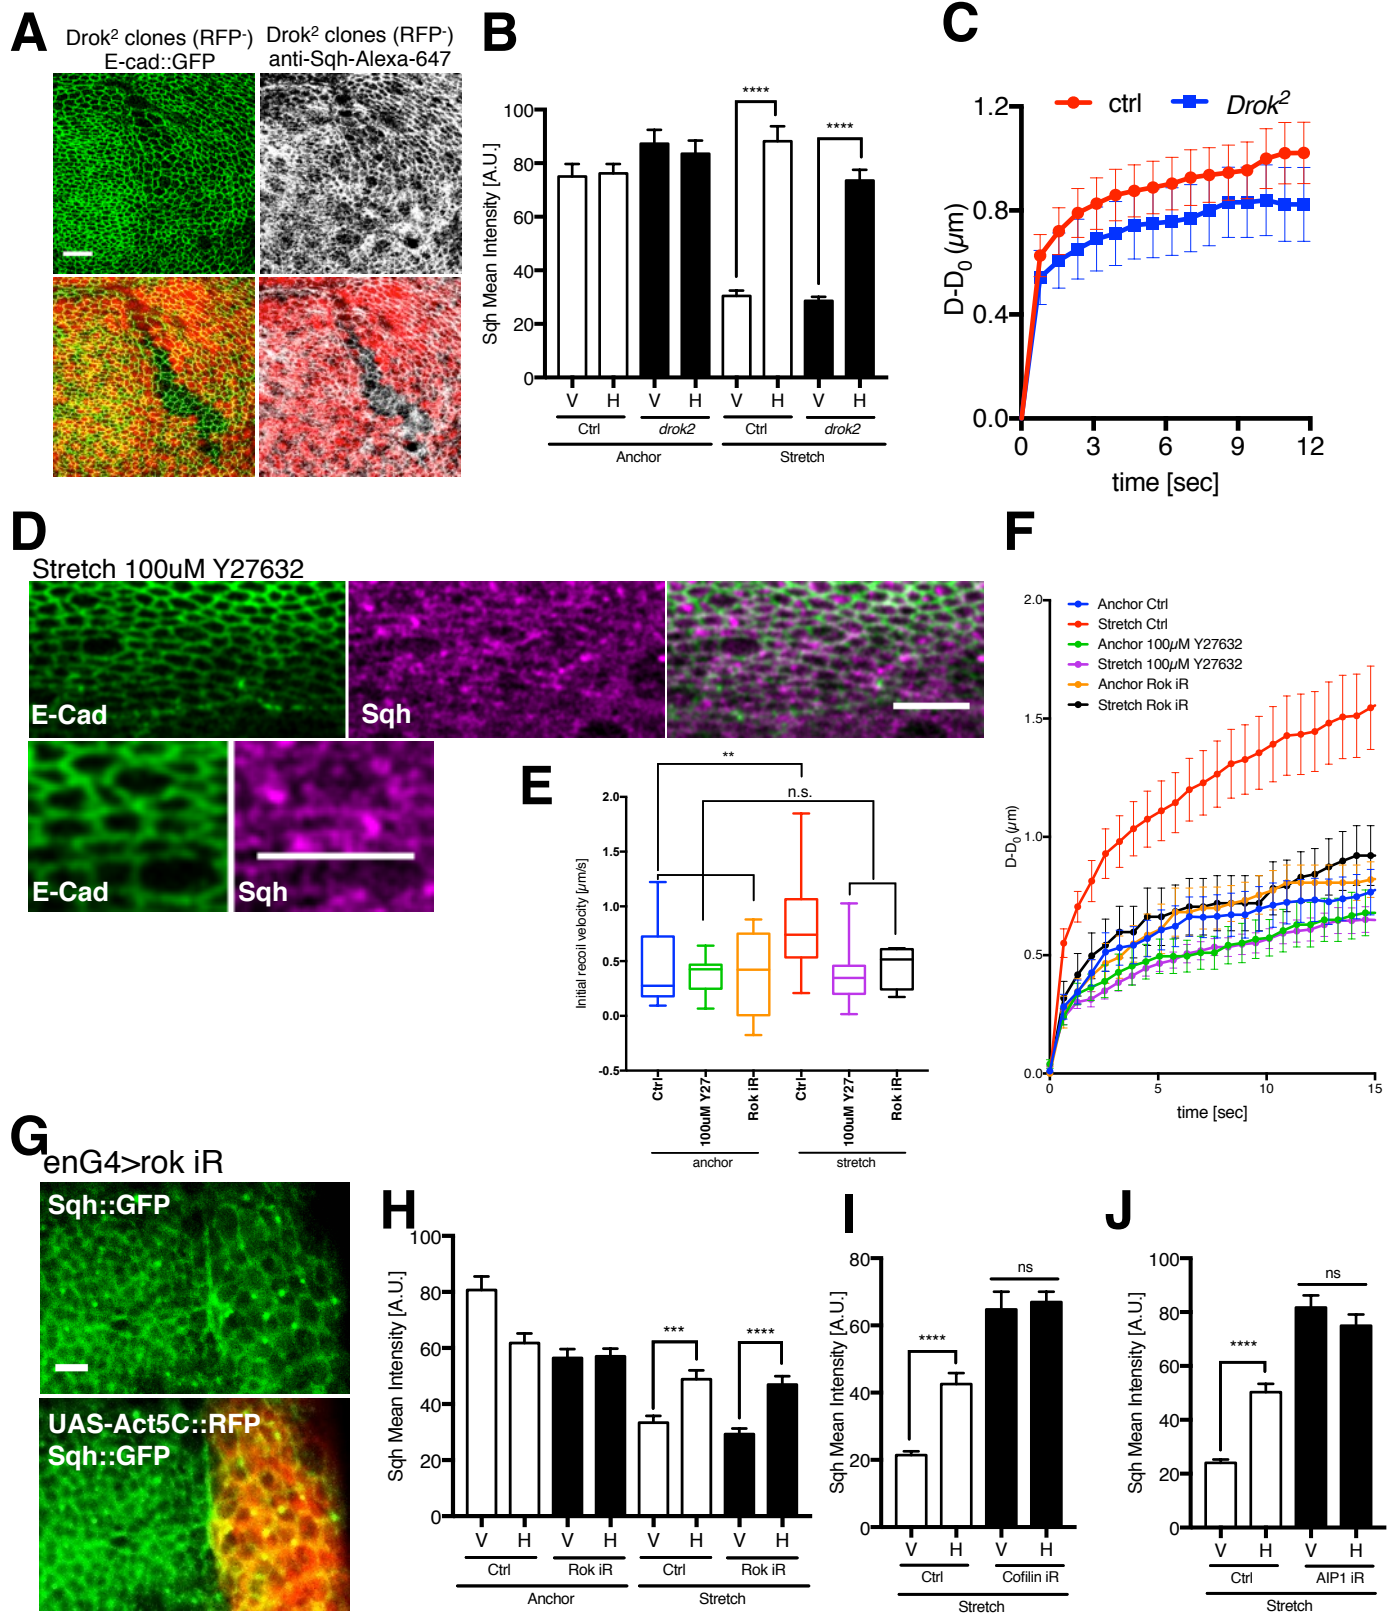 A
Drok² clones (RFP⁻)
E-cad::GFP
Drok² clones (RFP⁻)
anti-Sqh-Alexa-647
B
Sqh Mean Intensity [A.U.]
100
80
60
40
20
0
****
****
V H V H V H V H
Ctrl drok2 Ctrl drok2
Anchor Stretch
C
ctrl Drok²
D-D₀ (µm)
1.2
0.8
0.4
0.0
0 3 6 9 12
time [sec]
D
Stretch 100uM Y27632
E-Cad
Sqh
E-Cad
Sqh
E
Initial recoil velocity [µm/s]
2.0
1.5
1.0
0.5
0.0
-0.5
**
n.s.
Ctrl
100uM Y27
Rok iR
Ctrl
100uM Y27
Rok iR
anchor stretch
F
Anchor Ctrl
Stretch Ctrl
Anchor 100µM Y27632
Stretch 100µM Y27632
Anchor Rok iR
Stretch Rok iR
D-D₀ (µm)
2.0
1.5
1.0
0.5
0.0
0 5 10 15
time [sec]
G
enG4>rok iR
Sqh::GFP
UAS-Act5C::RFP
Sqh::GFP
H
Sqh Mean Intensity [A.U.]
100
80
60
40
20
0
***
****
V H V H V H V H
Ctrl Rok iR Ctrl Rok iR
Anchor Stretch
I
Sqh Mean Intensity [A.U.]
80
60
40
20
0
****
ns
V H V H
Ctrl Cofilin iR
Stretch
J
Sqh Mean Intensity [A.U.]
100
80
60
40
20
0
****
ns
V H V H
Ctrl AIP1 iR
Stretch